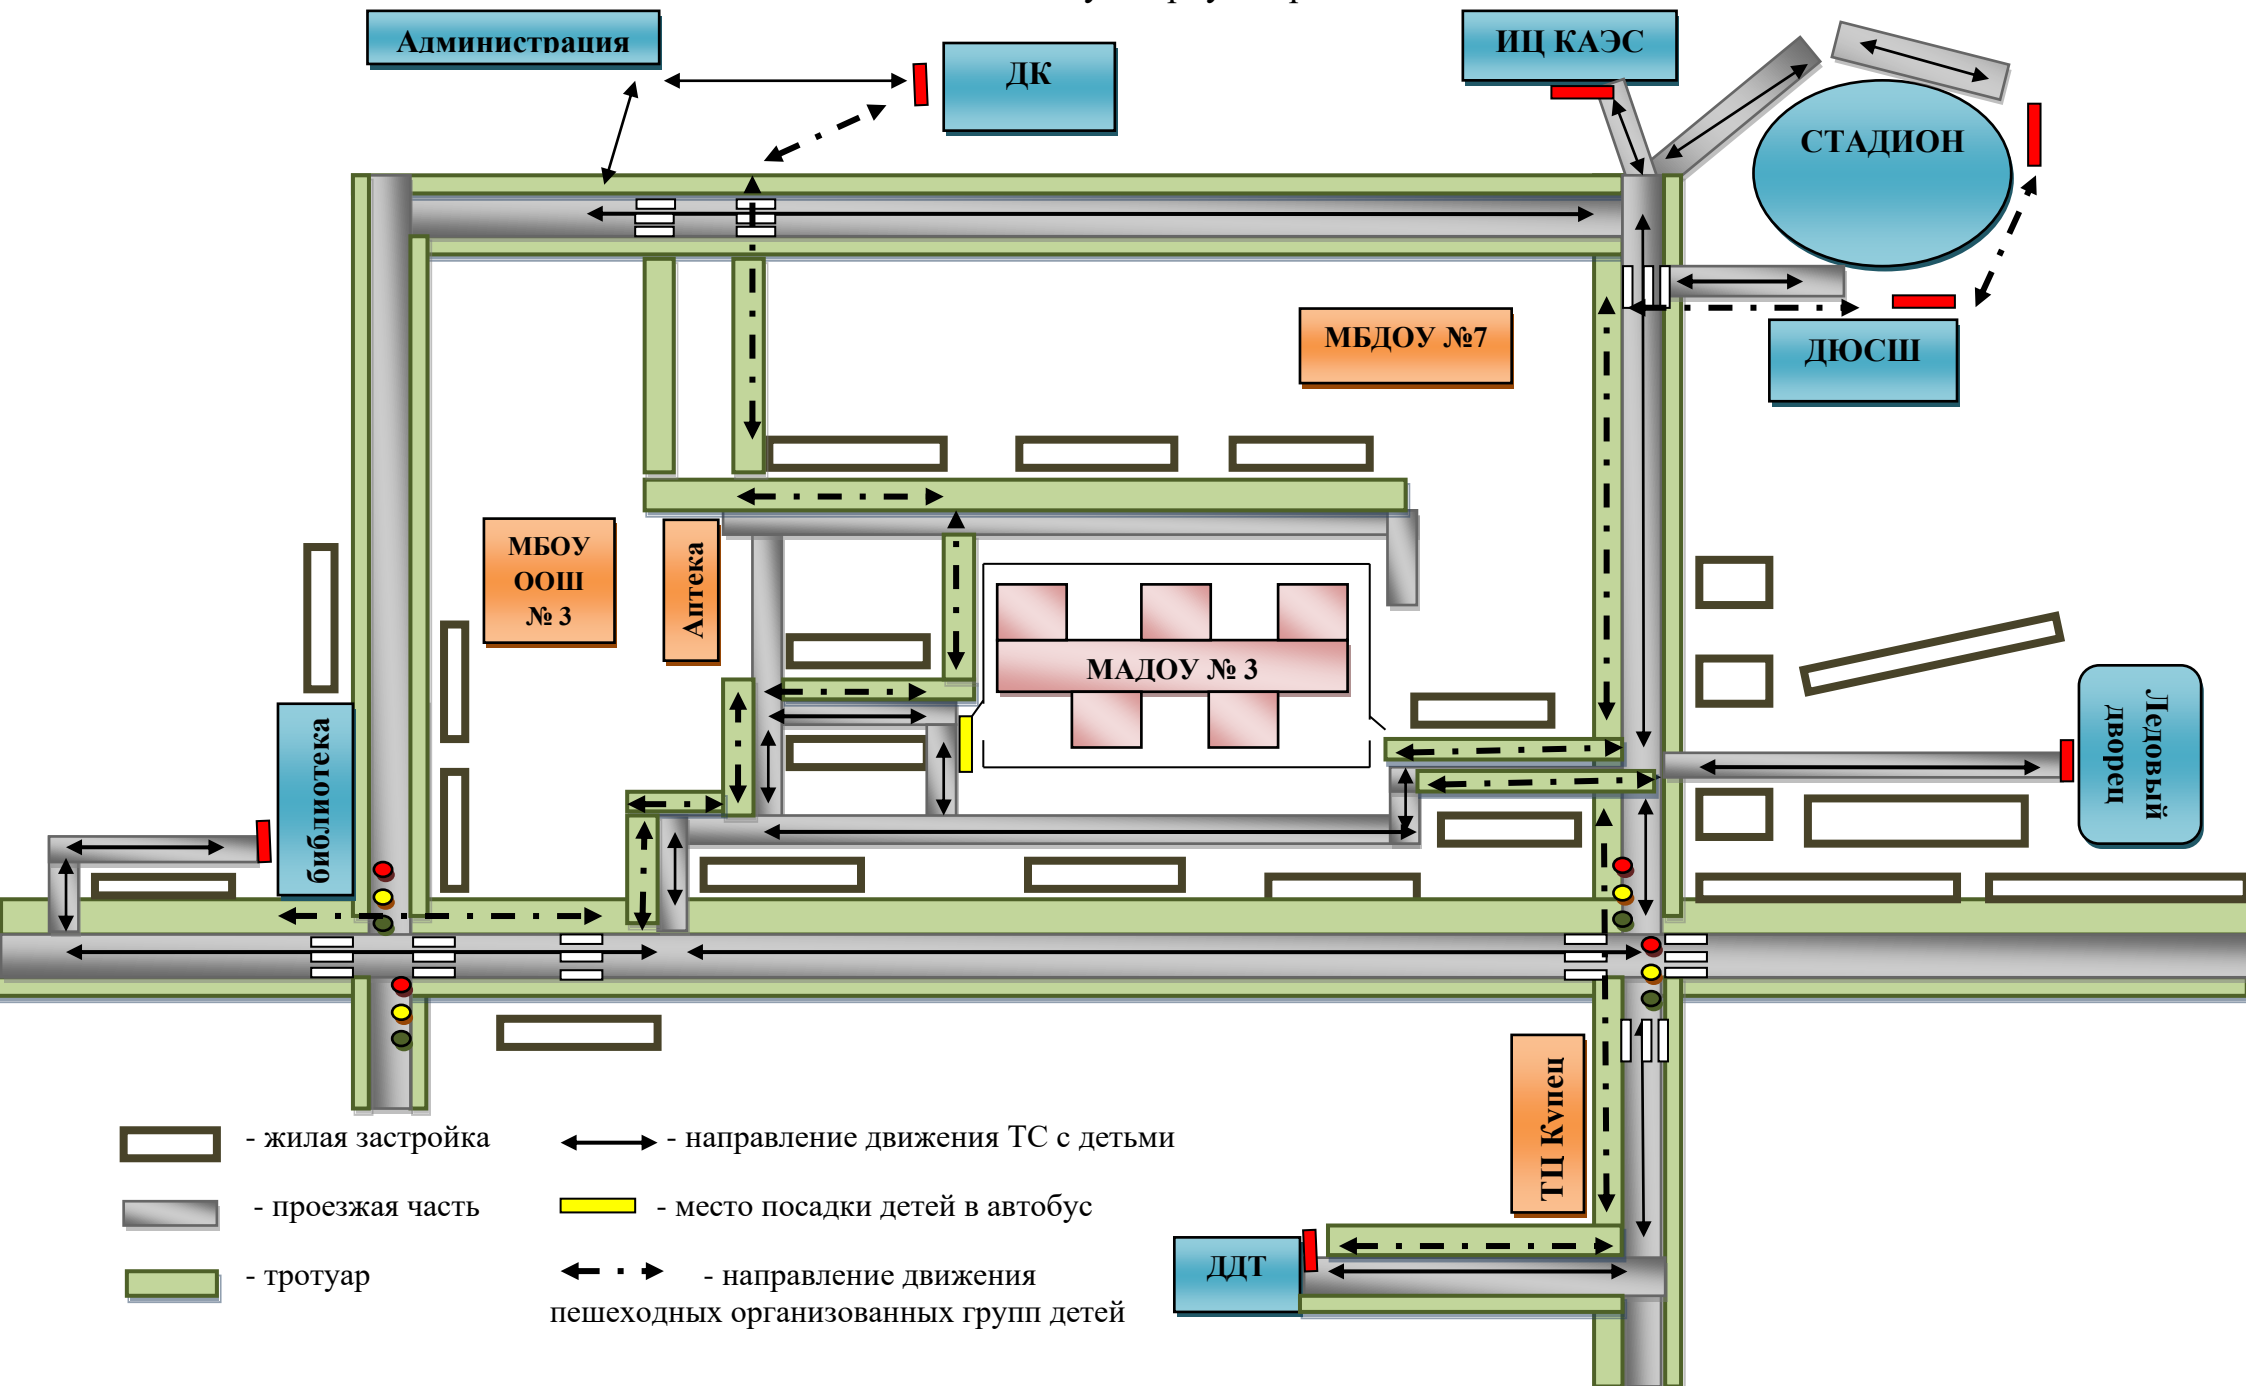 Администрация
ДК
ИЦ КАЭС
СТАДИОН
МБДОУ №7
ДЮСШ
МБОУ
ООШ
№ 3
Аптека
МАДОУ № 3
Ледовый
дворец
библиотека
ТЦ Купец
- жилая застройка
- направление движения ТС с детьми
- проезжая часть
- место посадки детей в автобус
- тротуар
- направление движения
пешеходных организованных групп детей
ДДТ